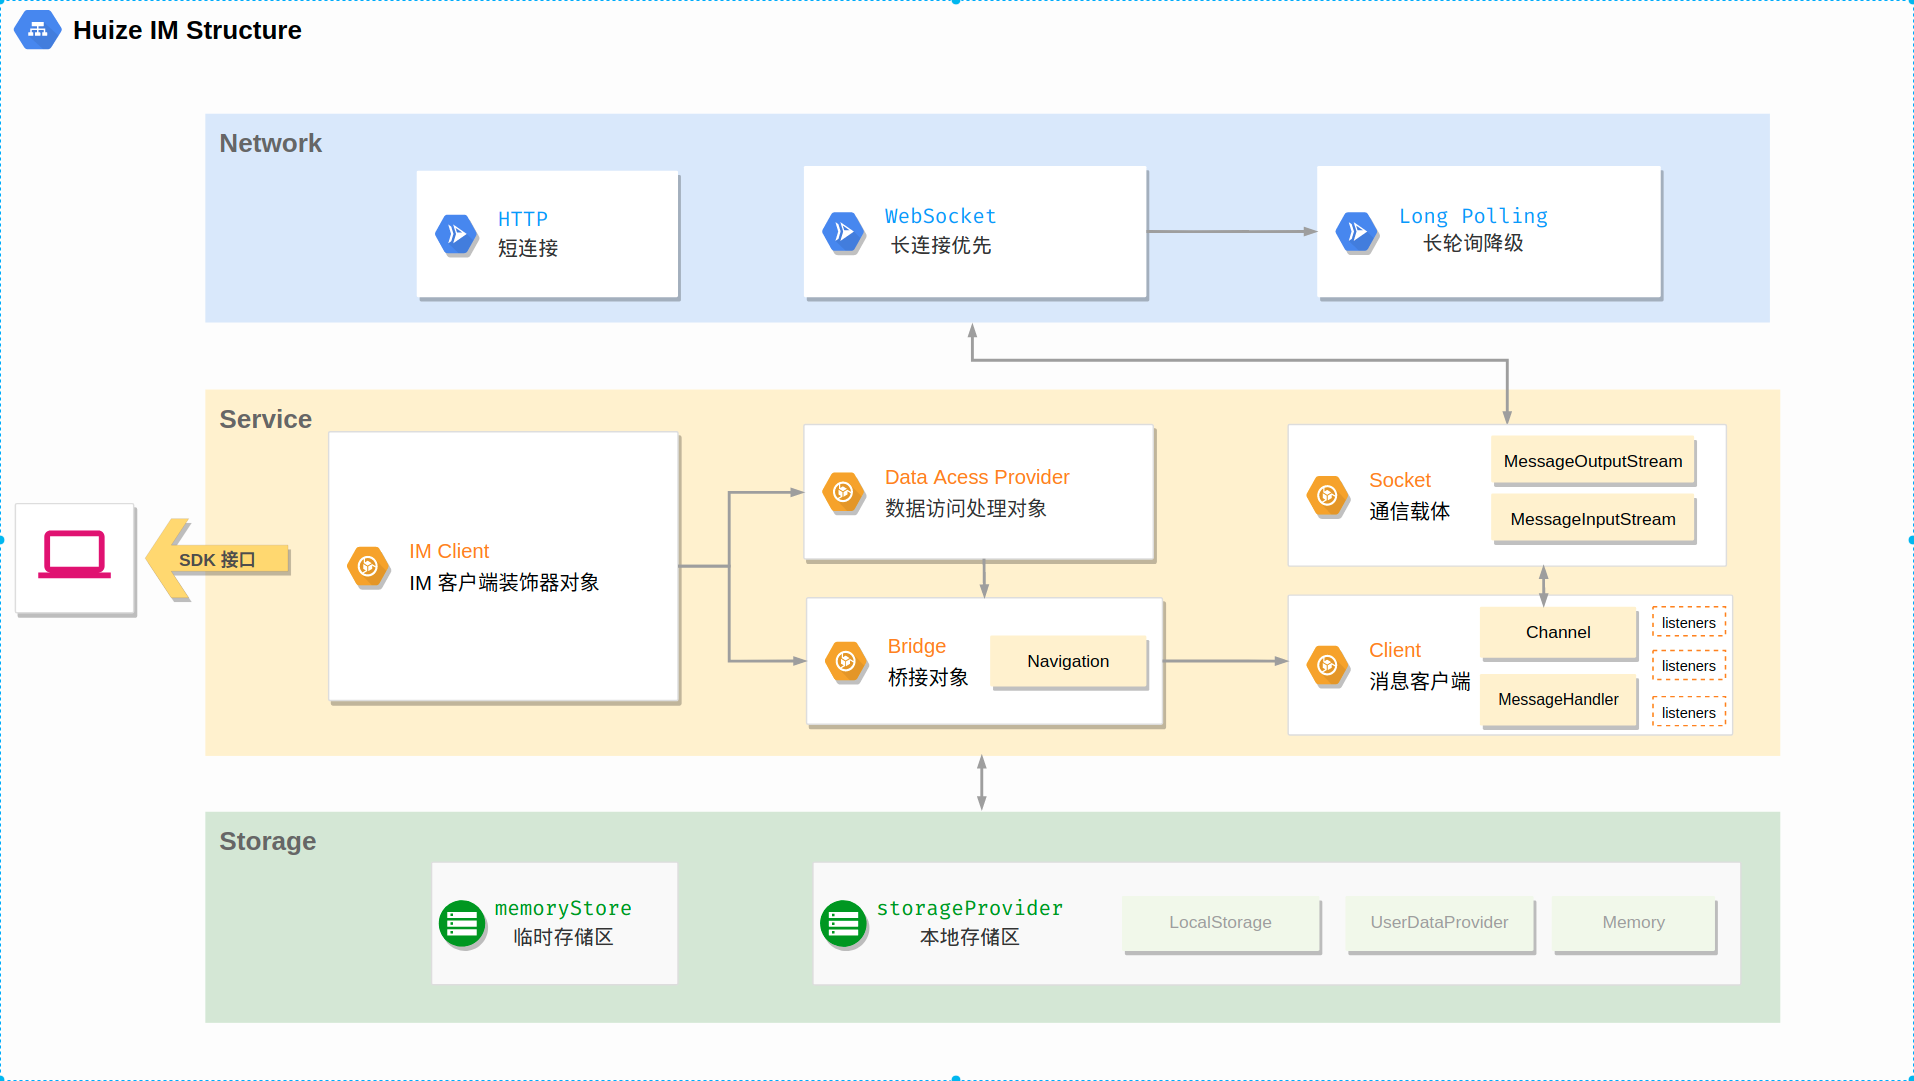 Huize IM Structure
Network
HTTP
短连接
WebSocket
长连接优先
Long Polling
长轮询降级
Service
SDK 接口
IM Client
IM 客户端装饰器对象
Data Acess Provider
数据访问处理对象
Bridge
桥接对象
Navigation
Socket
通信载体
MessageOutputStream
MessageInputStream
Client
消息客户端
Channel
MessageHandler
listeners
listeners
listeners
Storage
memoryStore
临时存储区
storageProvider
本地存储区
LocalStorage
UserDataProvider
Memory